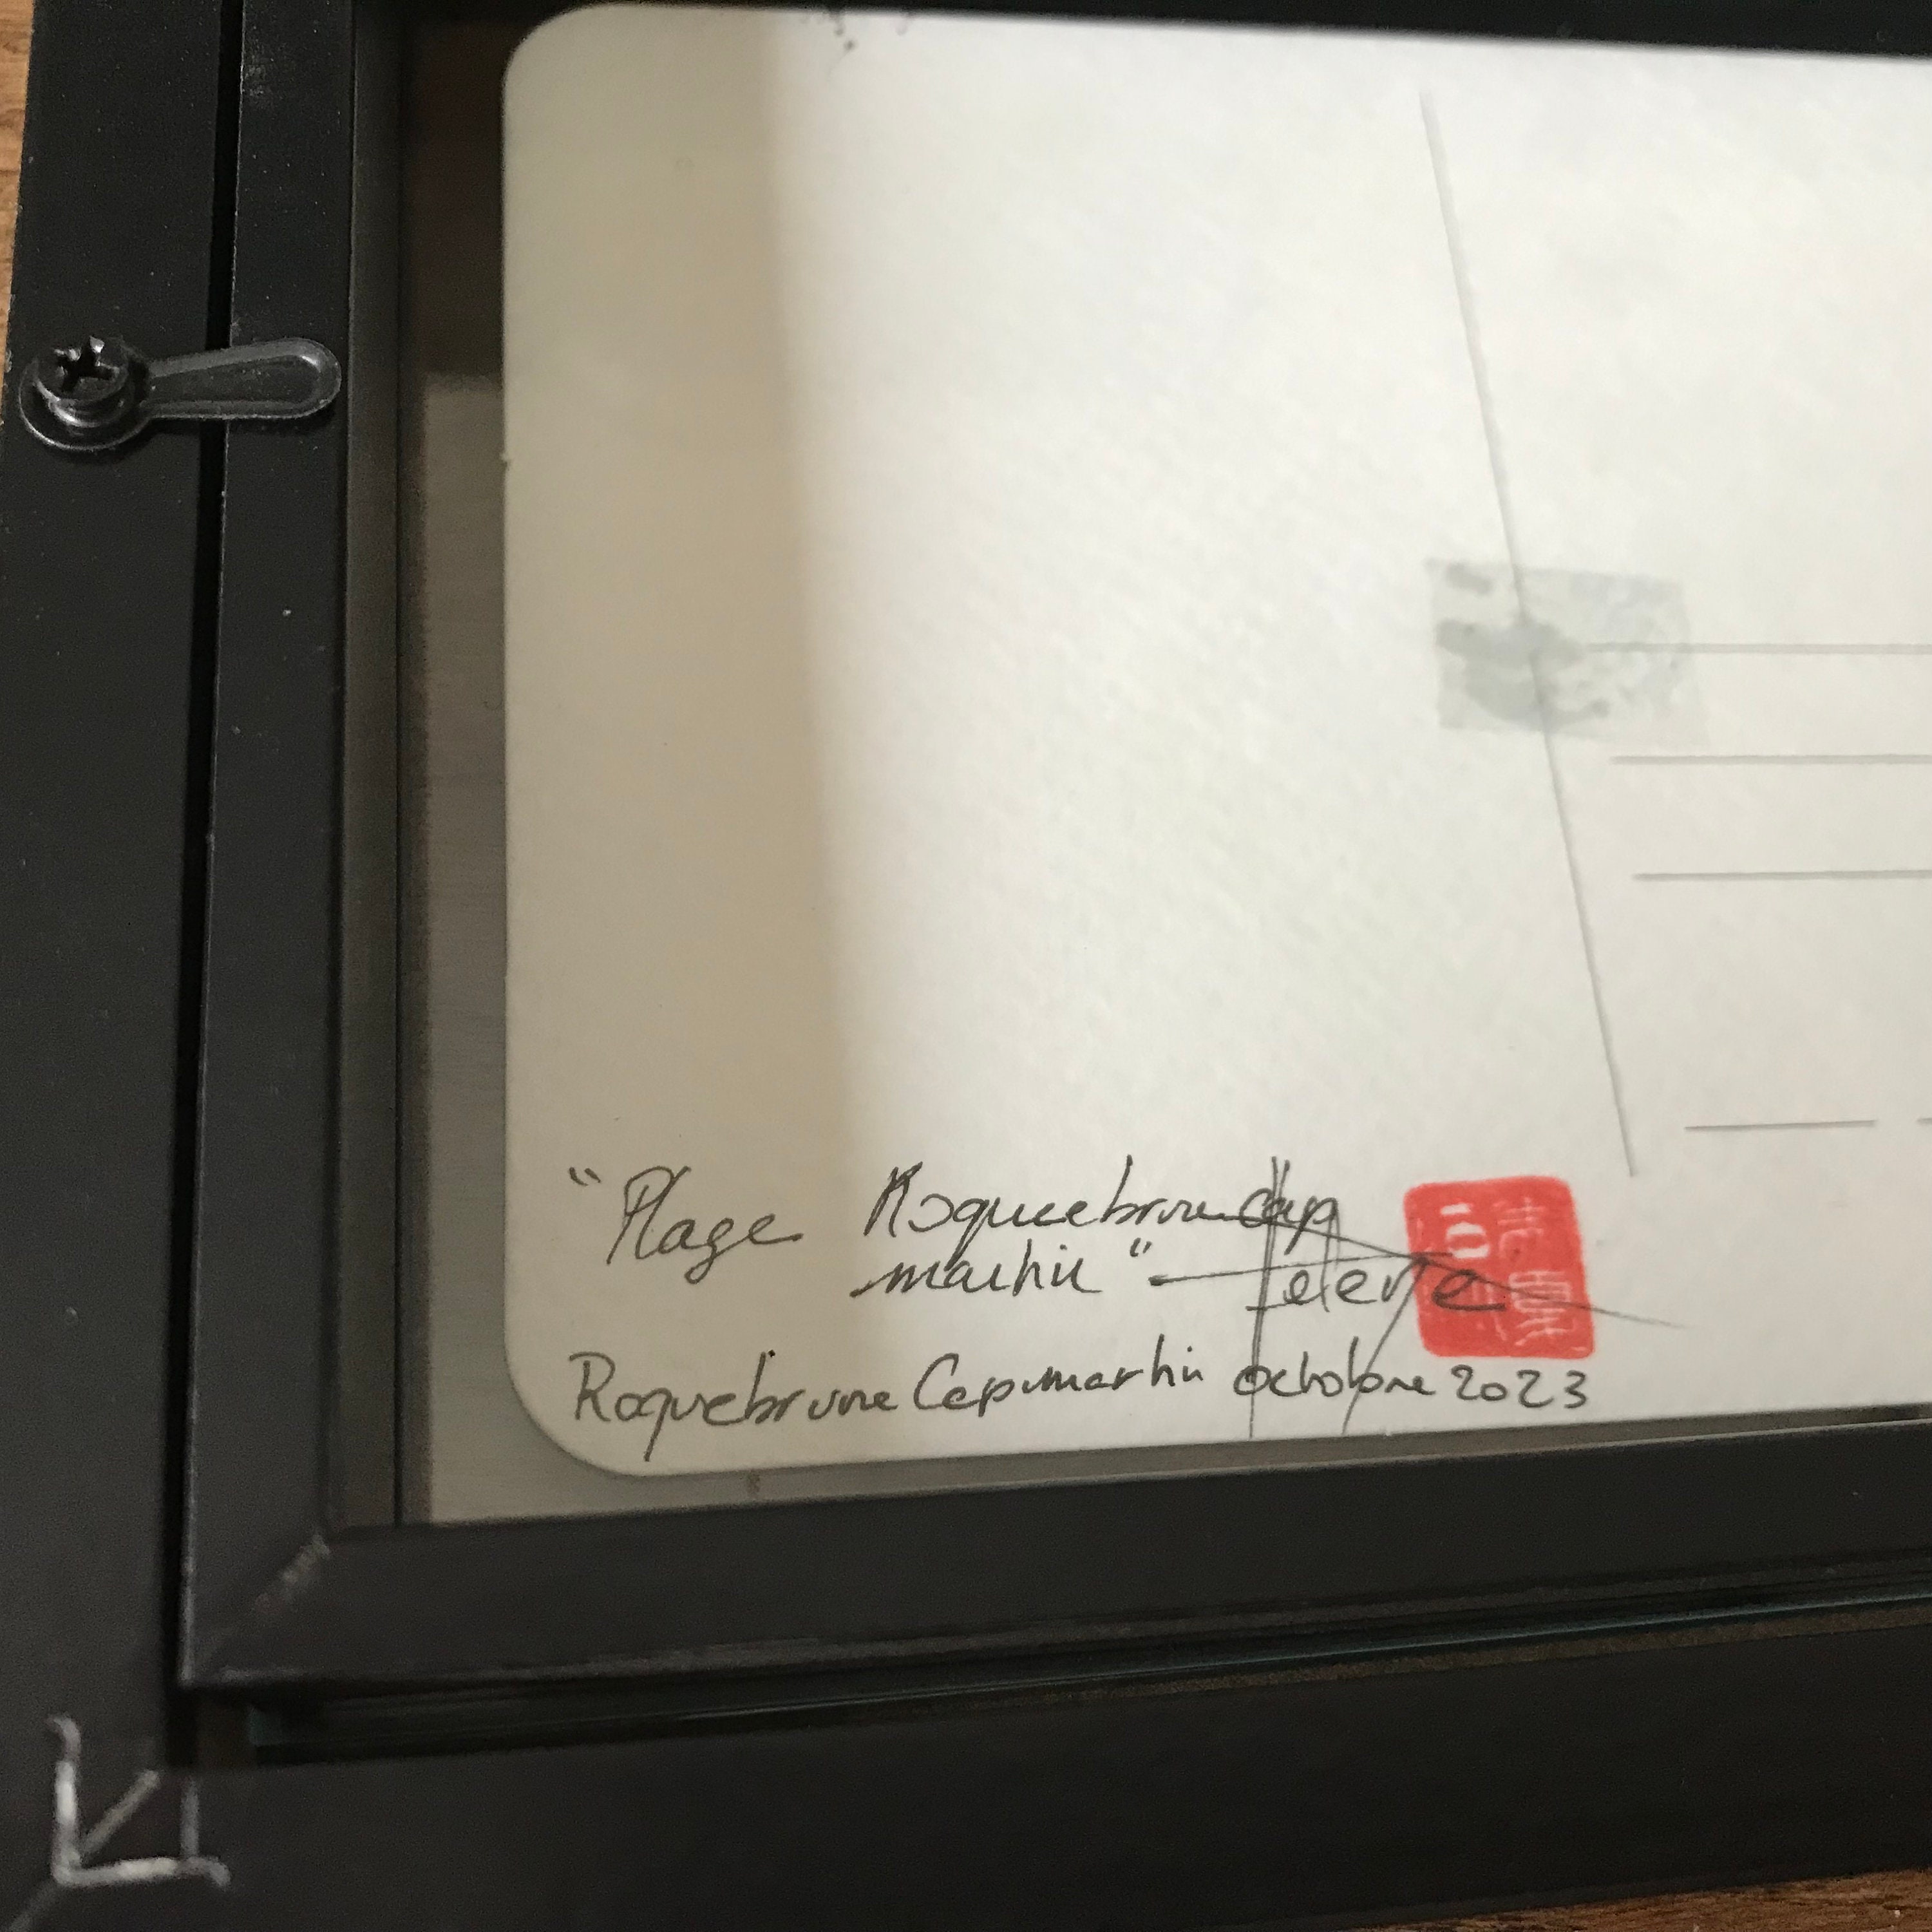 "Plage Roquebrune Cap
martin"
Roquebrune Cap martin octobre 2023